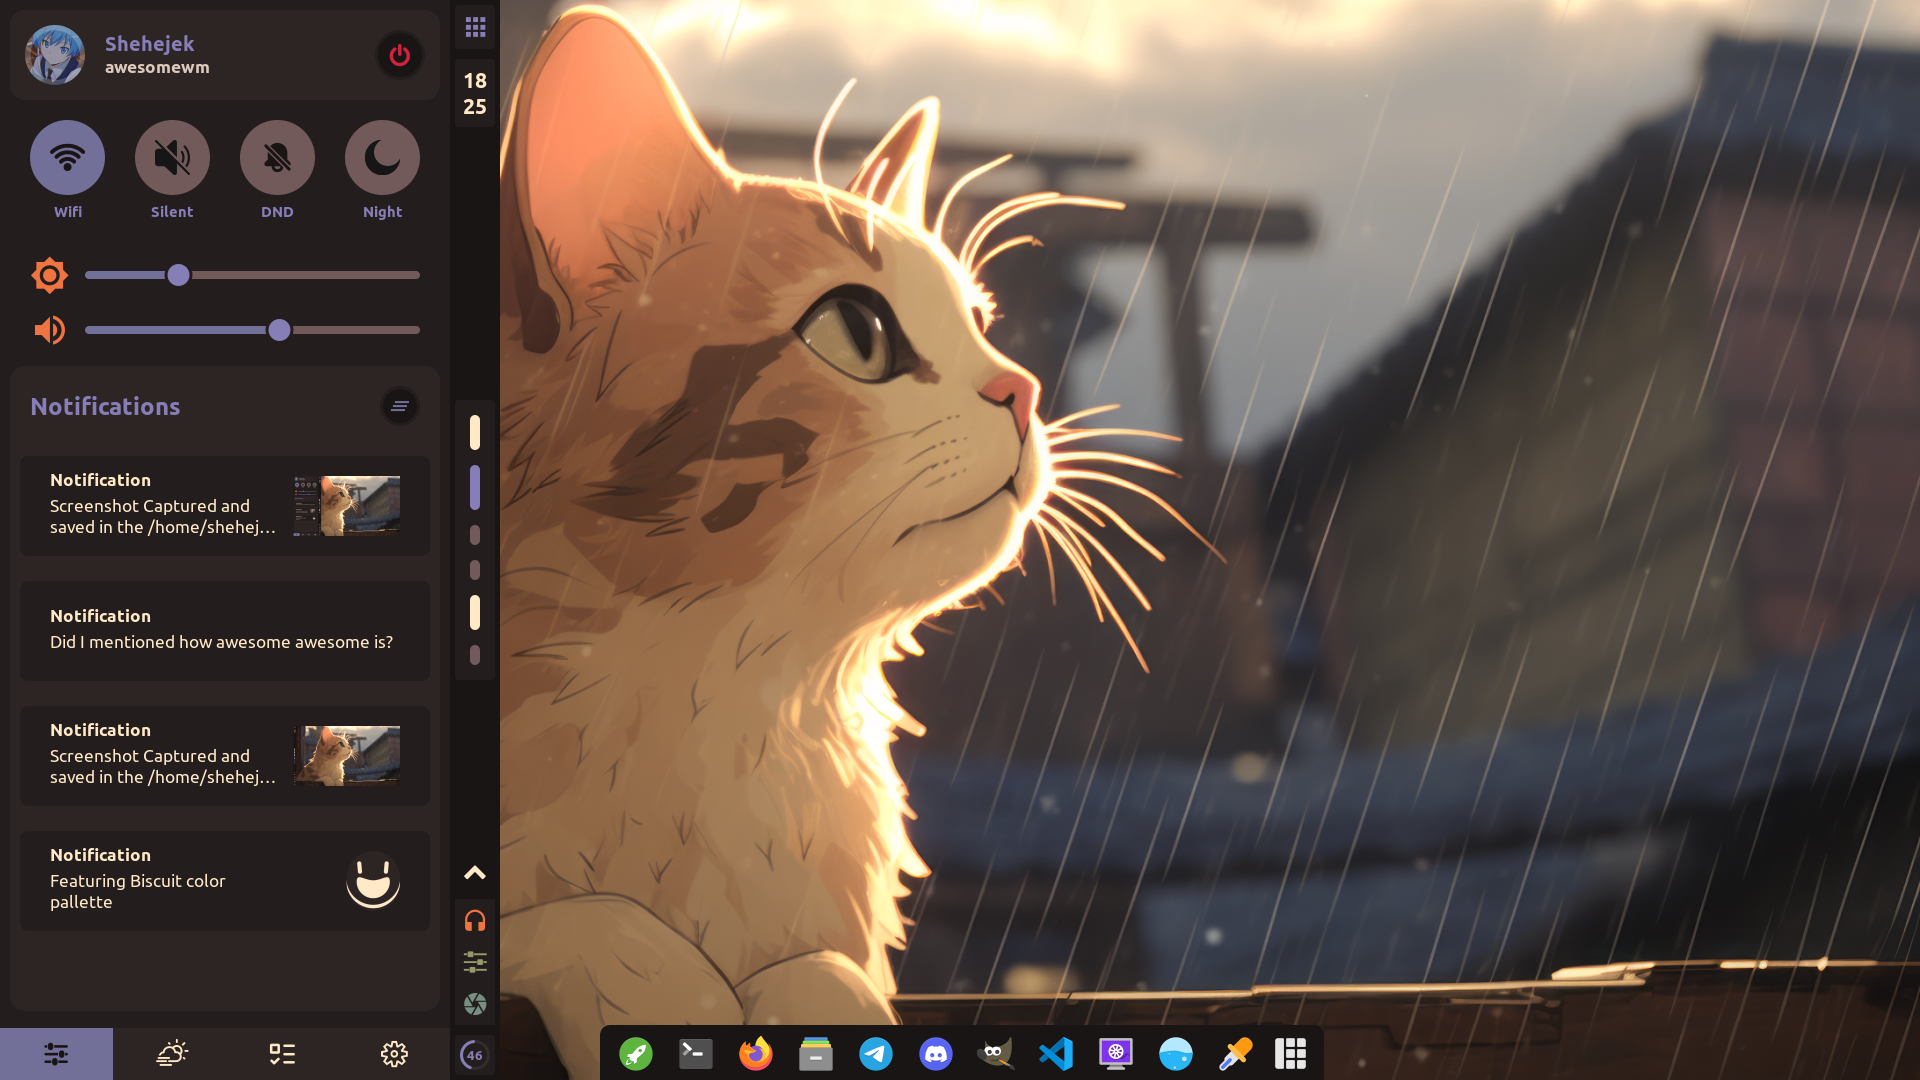 Shehejek
awesomewm
Wifi
Silent
DND
Night
Notifications
Notification
Screenshot Captured and
saved in the /home/shehej...
Notification
Did I mentioned how awesome awesome is?
Notification
Screenshot Captured and
saved in the /home/shehej...
Notification
Featuring Biscuit color
pallette
18
25
46